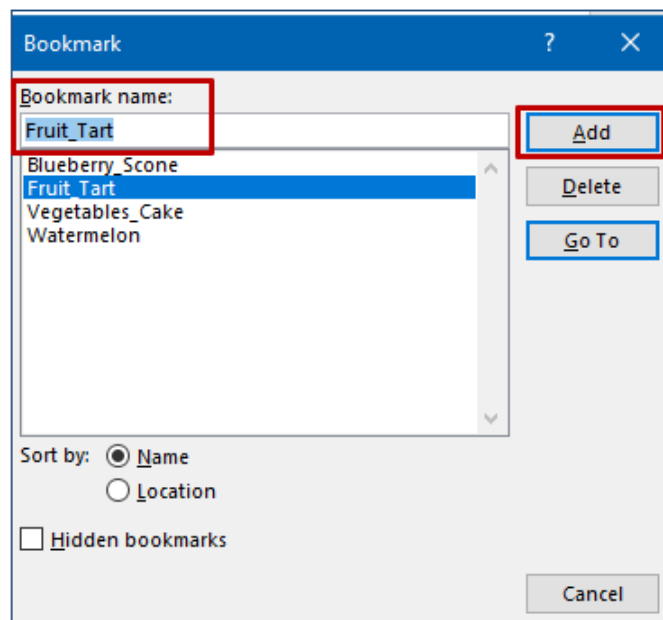 Bookmark ? ×
Bookmark name:
Fruit_Tart
Add
Blueberry_Scone
Fruit_Tart
Vegetables_Cake
Watermelon
Delete
Go To
Sort by: Name
Location
Hidden bookmarks
Cancel